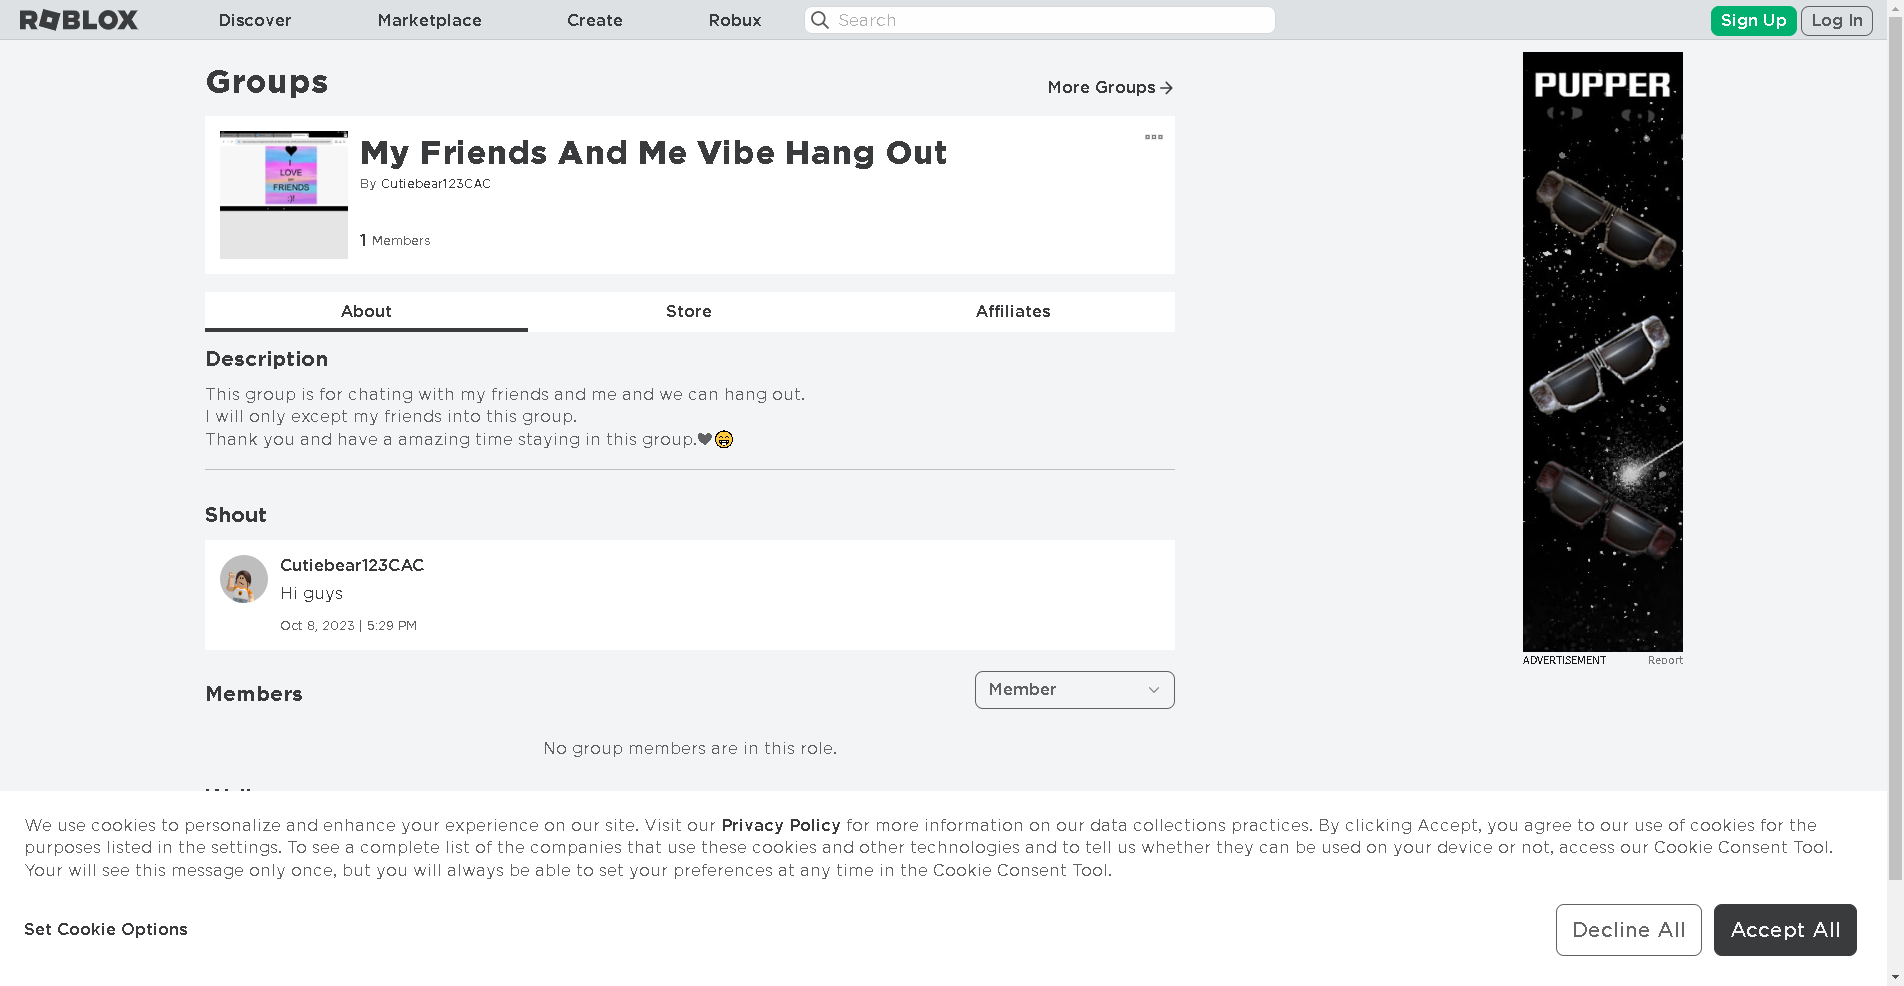 ROBLOX
Discover
Marketplace
Create
Robux
Search
Sign Up
Log In
Groups
More Groups
I
LOVE
FRIENDS
:)!
My Friends And Me Vibe Hang Out
By Cutiebear123CAC
1 Members
About
Store
Affiliates
Description
This group is for chating with my friends and me and we can hang out.
I will only except my friends into this group.
Thank you and have a amazing time staying in this group.🖤😁
Shout
Cutiebear123CAC
Hi guys
Oct 8, 2023 | 5:29 PM
Members
Member
No group members are in this role.
PUPPER
ADVERTISEMENT
Report
We use cookies to personalize and enhance your experience on our site. Visit our Privacy Policy for more information on our data collections practices. By clicking Accept, you agree to our use of cookies for the
purposes listed in the settings. To see a complete list of the companies that use these cookies and other technologies and to tell us whether they can be used on your device or not, access our Cookie Consent Tool.
Your will see this message only once, but you will always be able to set your preferences at any time in the Cookie Consent Tool.
Set Cookie Options
Decline All
Accept All